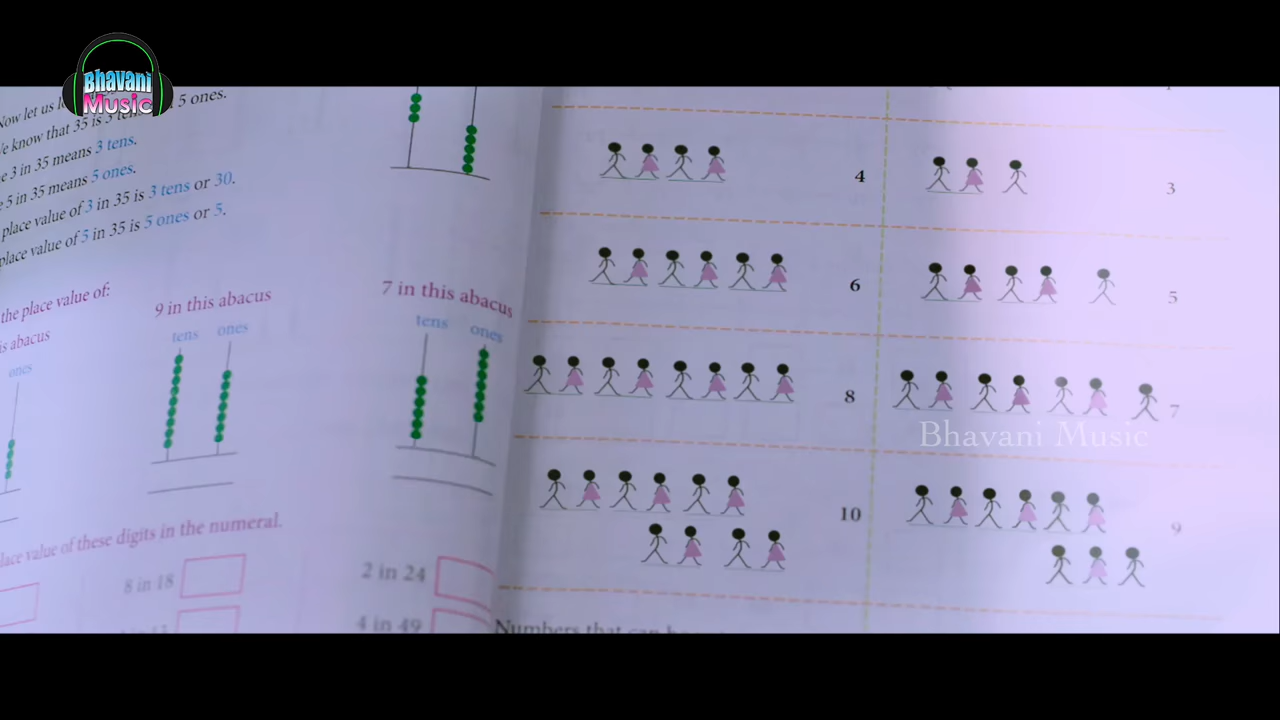 Bhavani
Music
Now let us
5 ones.
We know that 35 is 3
3 in 35 means 3 tens.
5 in 35 means 5 ones.
place value of 3 in 35 is 3 tens or 30.
place value of 5 in 35 is 5 ones or 5.
the place value of:
abacus
ones
9 in this abacus
tens ones
7 in this abacus
tens ones
place value of these digits in the numeral.
8 in 18
2 in 24
4 in 49
4
3
6
5
8
7
Bhavani Music
10
9
Numbers that can